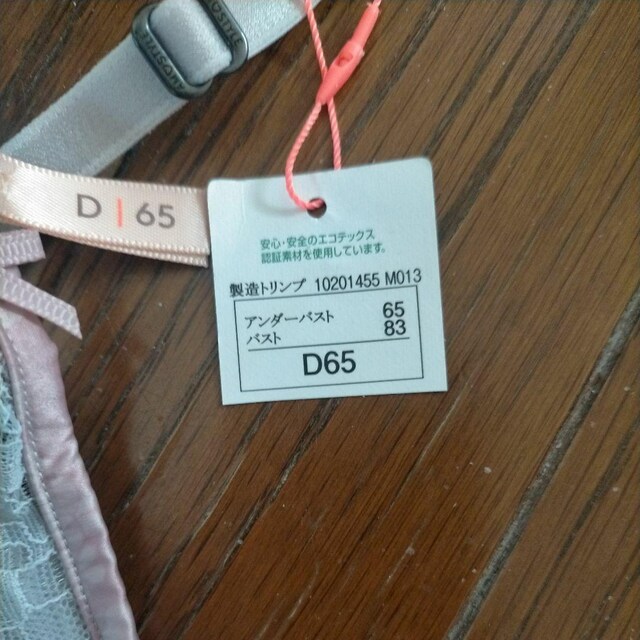 D | 65
安心・安全のエコテックス
認証素材を使用しています。
製造トリンプ 10201455 M013
アンダーバスト 65
バスト 83
D65